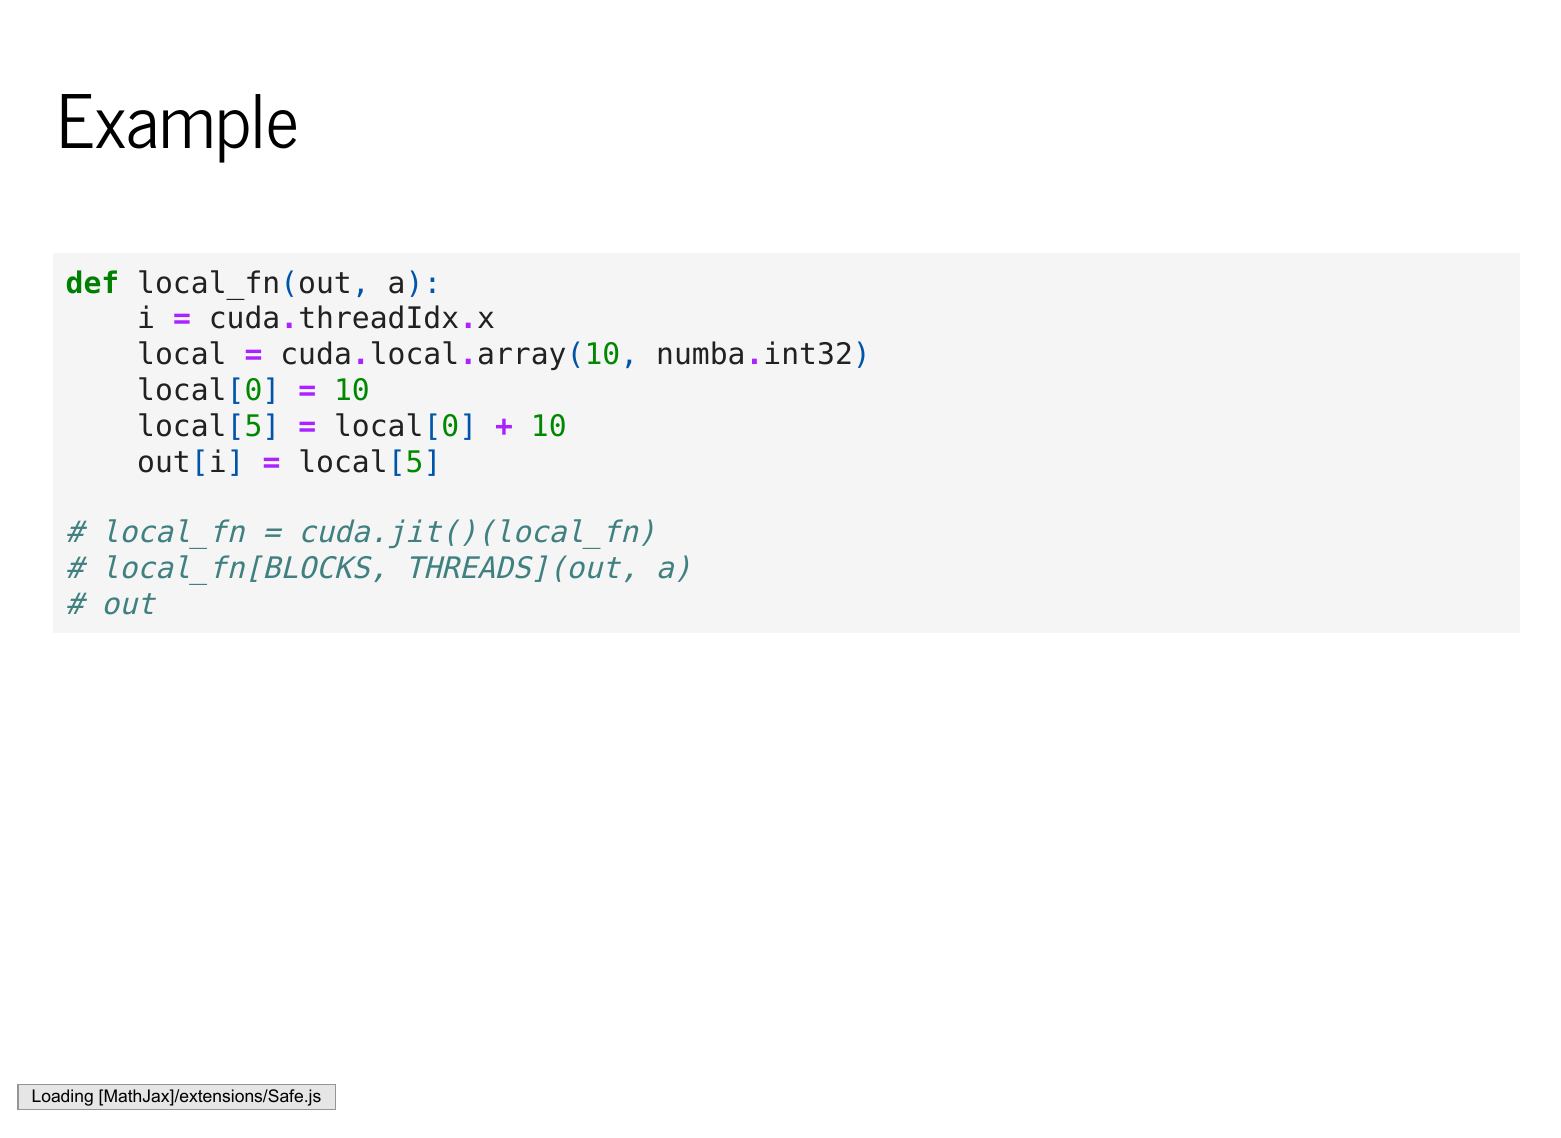 Example
def local_fn(out, a):
    i = cuda.threadIdx.x
    local = cuda.local.array(10, numba.int32)
    local[0] = 10
    local[5] = local[0] + 10
    out[i] = local[5]

# local_fn = cuda.jit()(local_fn)
# local_fn[BLOCKS, THREADS](out, a)
# out
Loading [MathJax]/extensions/Safe.js